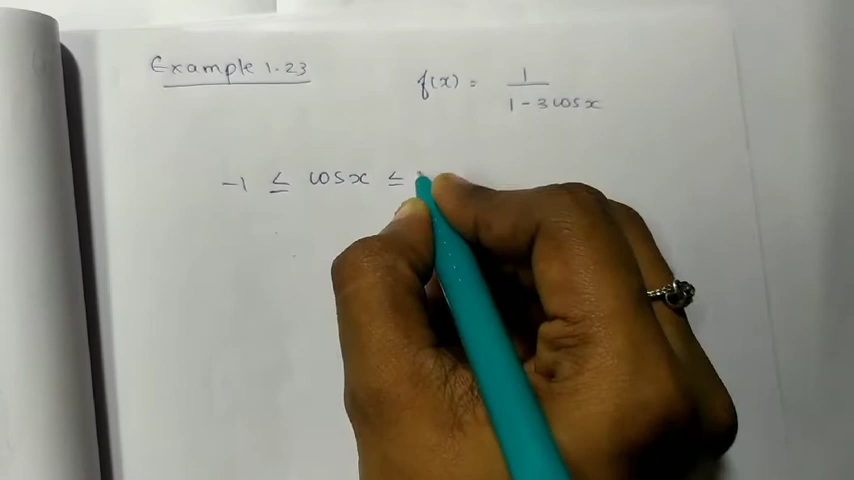 Example 1.23
f(x) = 1 / 1 - 3 cos x
-1 ≤ cos x ≤